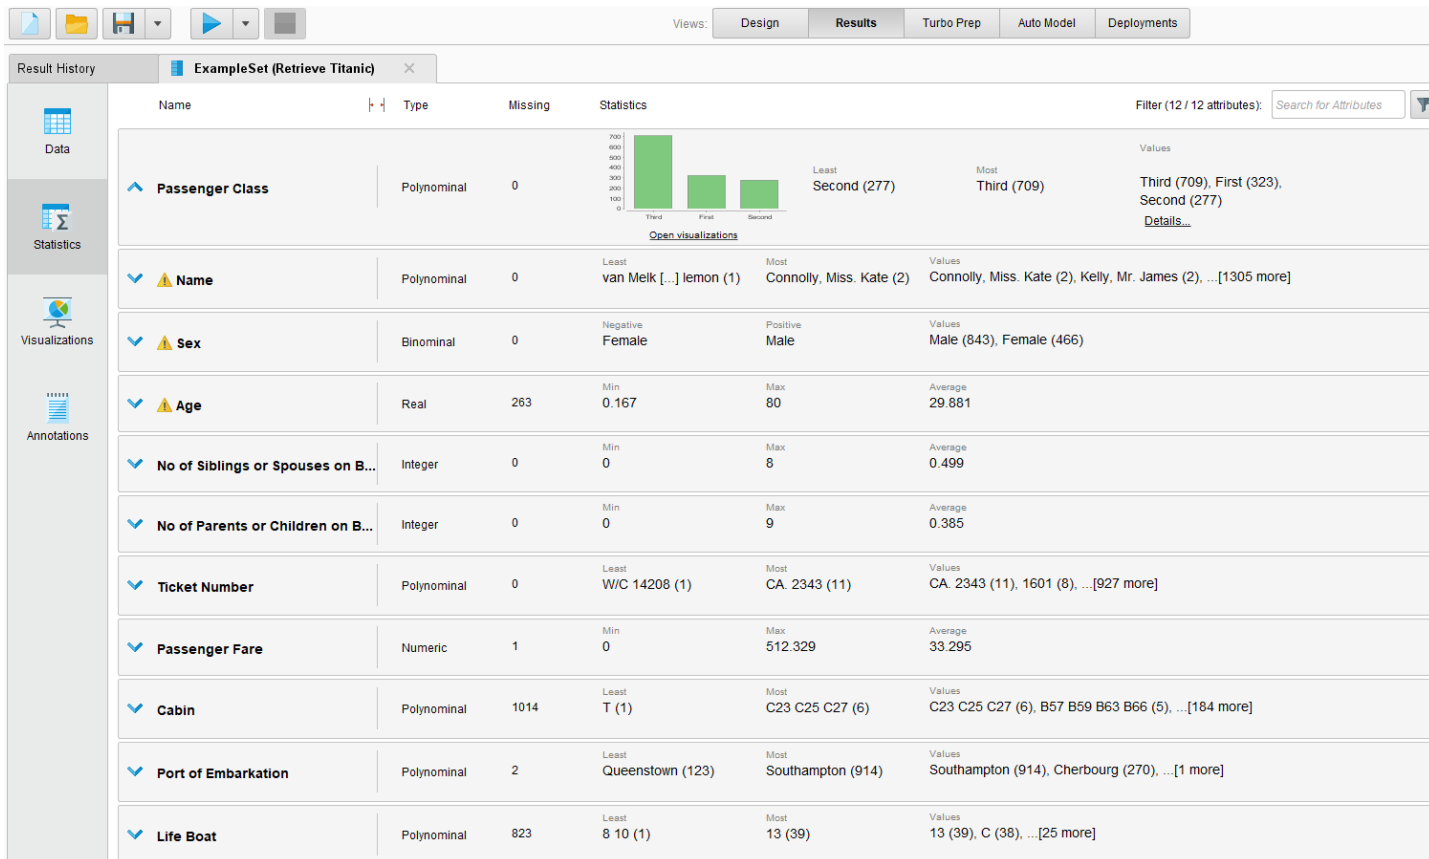 Views: Design Results Turbo Prep Auto Model Deployments
Result History ExampleSet (Retrieve Titanic)
Name Type Missing Statistics Filter (12 / 12 attributes): Search for Attributes
Data
Statistics
Visualizations
Annotations
Passenger Class Polynominal 0
700
600
500
400
300
200
100
0
Third First Second
Open visualizations
Least
Second (277)
Most
Third (709)
Values
Third (709), First (323),
Second (277)
Details...
Least Most Values
Name Polynominal 0 van Melk [...] lemon (1) Connolly, Miss. Kate (2) Connolly, Miss. Kate (2), Kelly, Mr. James (2), ...[1305 more]
Negative Positive Values
Sex Binominal 0 Female Male Male (843), Female (466)
Min Max Average
Age Real 263 0.167 80 29.881
Min Max Average
No of Siblings or Spouses on B... Integer 0 0 8 0.499
Min Max Average
No of Parents or Children on B... Integer 0 0 9 0.385
Least Most Values
Ticket Number Polynominal 0 W/C 14208 (1) CA. 2343 (11) CA. 2343 (11), 1601 (8), ...[927 more]
Min Max Average
Passenger Fare Numeric 1 0 512.329 33.295
Least Most Values
Cabin Polynominal 1014 T (1) C23 C25 C27 (6) C23 C25 C27 (6), B57 B59 B63 B66 (5), ...[184 more]
Least Most Values
Port of Embarkation Polynominal 2 Queenstown (123) Southampton (914) Southampton (914), Cherbourg (270), ...[1 more]
Least Most Values
Life Boat Polynominal 823 8 10 (1) 13 (39) 13 (39), C (38), ...[25 more]